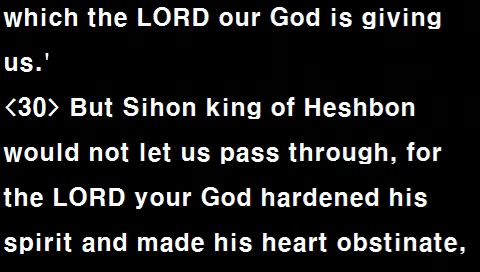 which the LORD our God is giving
us.'
<30> But Sihon king of Heshbon
would not let us pass through, for
the LORD your God hardened his
spirit and made his heart obstinate,